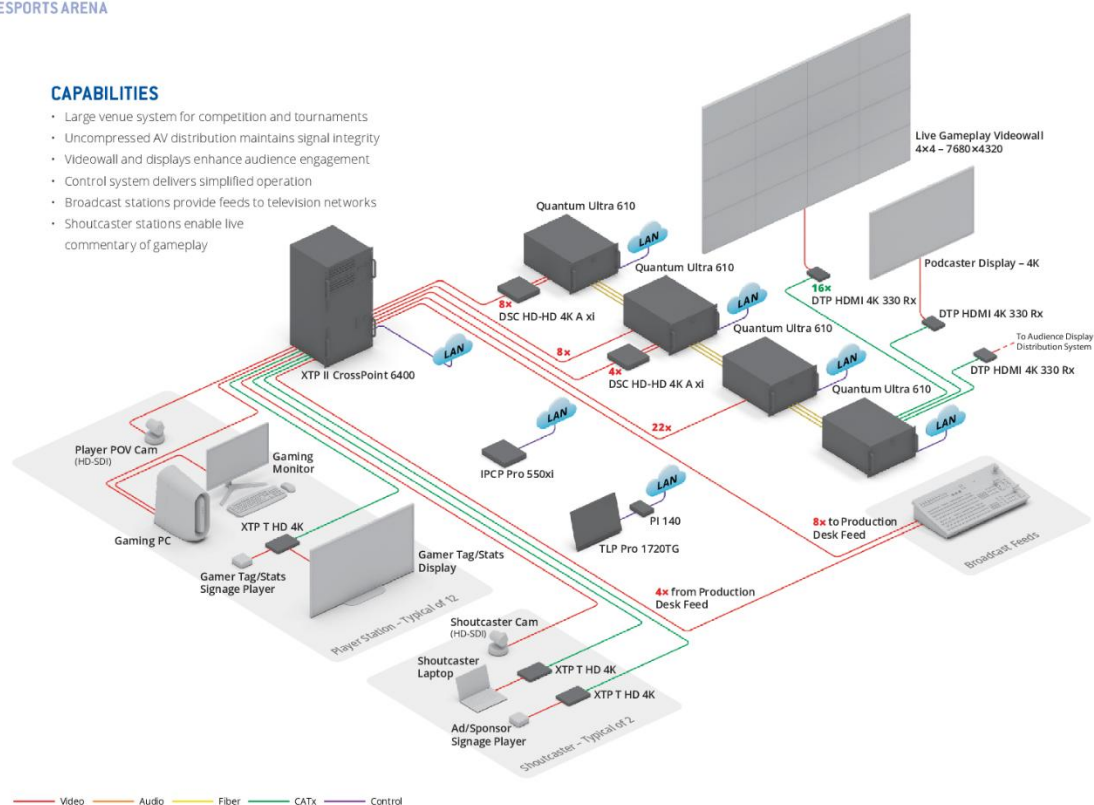 ESPORTS ARENA
CAPABILITIES
• Large venue system for competition and tournaments
• Uncompressed AV distribution maintains signal integrity
• Videowall and displays enhance audience engagement
• Control system delivers simplified operation
• Broadcast stations provide feeds to television networks
• Shoutcaster stations enable live
commentary of gameplay
Live Gameplay Videowall
4×4 – 7680×4320
Quantum Ultra 610
LAN
Quantum Ultra 610
Podcaster Display – 4K
8×
DSC HD-HD 4K A xi
LAN
16×
DTP HDMI 4K 330 Rx
DTP HDMI 4K 330 Rx
Quantum Ultra 610
To Audience Display
Distribution System
DTP HDMI 4K 330 Rx
LAN
8×
4×
DSC HD-HD 4K A xi
LAN
XTP II CrossPoint 6400
Quantum Ultra 610
LAN
22×
LAN
IPCP Pro 550xi
Player POV Cam
(HD-SDI)
Gaming
Monitor
LAN
PI 140
TLP Pro 1720TG
XTP T HD 4K
Gaming PC
8× to Production
Desk Feed
Broadcast Feeds
Gamer Tag/Stats
Display
Gamer Tag/Stats
Signage Player
4× from Production
Desk Feed
Player Station – Typical of 12
Shoutcaster Cam
(HD-SDI)
Shoutcaster
Laptop
XTP T HD 4K
XTP T HD 4K
Ad/Sponsor
Signage Player
Shoutcaster – Typical of 2
Video Audio Fiber CATx Control